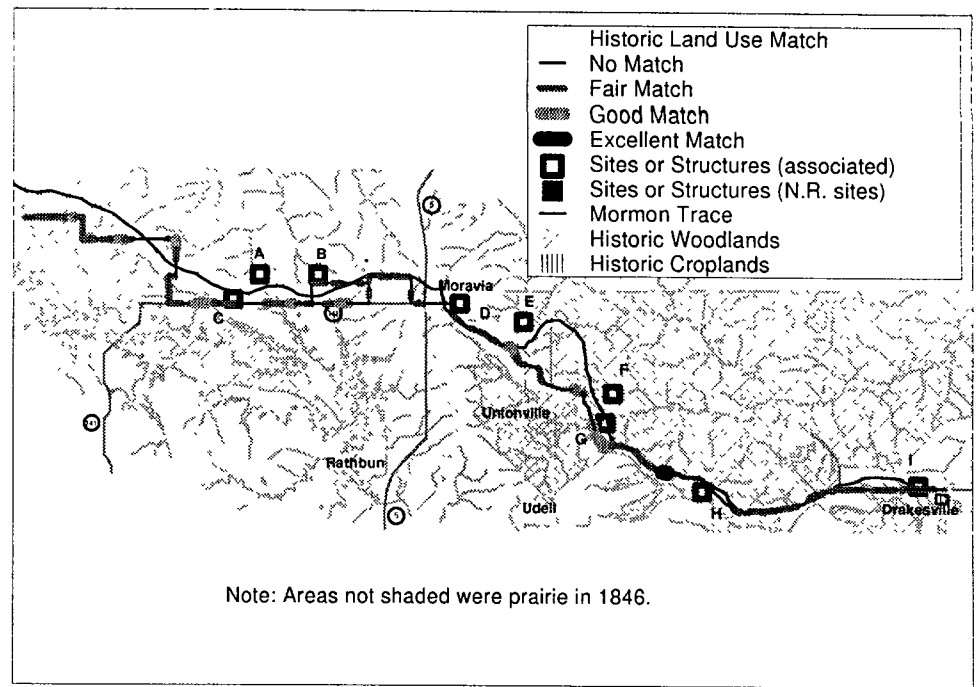 Historic Land Use Match
No Match
Fair Match
Good Match
Excellent Match
Sites or Structures (associated)
Sites or Structures (N.R. sites)
Mormon Trace
Historic Woodlands
Historic Croplands
5
A
B
Moravia
C
D
E
F
Unionville
G
Rathbun
5
Udell
H
I
Drakesville
Note: Areas not shaded were prairie in 1846.